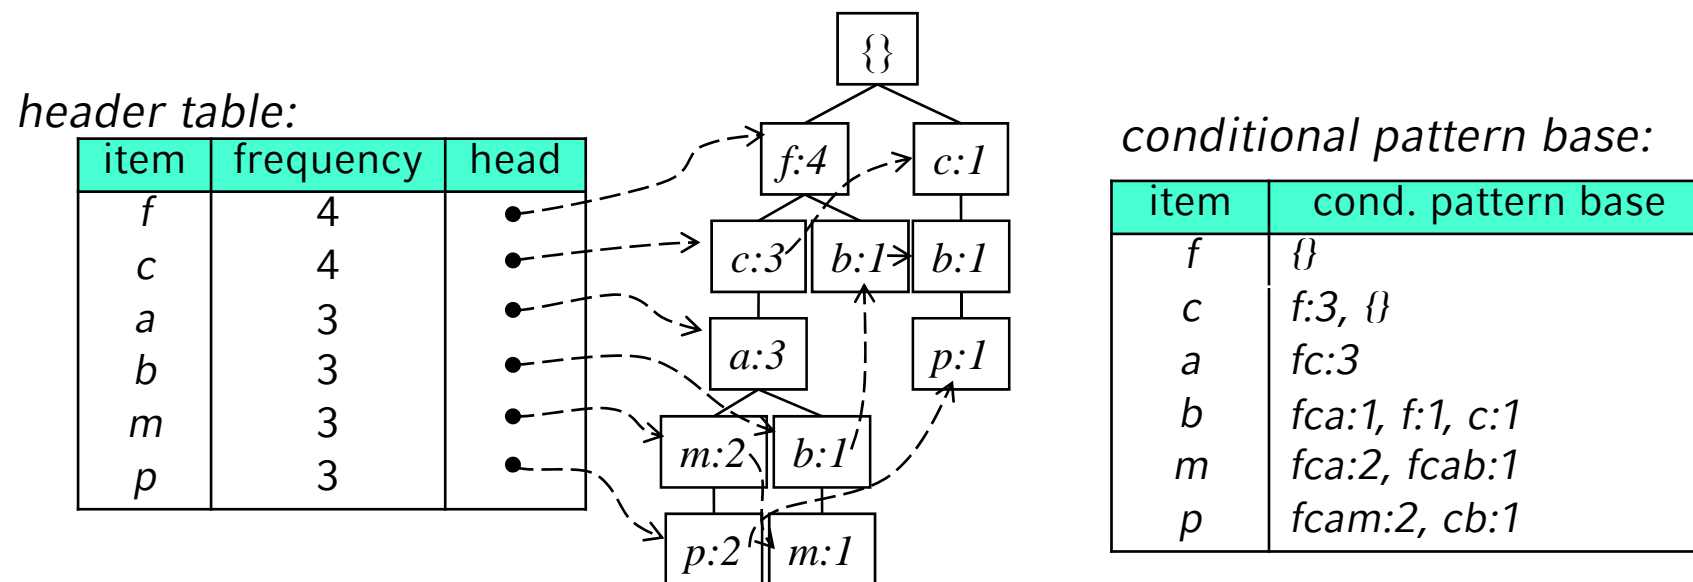 header table:
item frequency head
f 4
c 4
a 3
b 3
m 3
p 3
{}
f:4 c:1
c:3 b:1 b:1
a:3 p:1
m:2 b:1
p:2 m:1
conditional pattern base:
item cond. pattern base
f {}
c f:3, {}
a fc:3
b fca:1, f:1, c:1
m fca:2, fcab:1
p fcam:2, cb:1